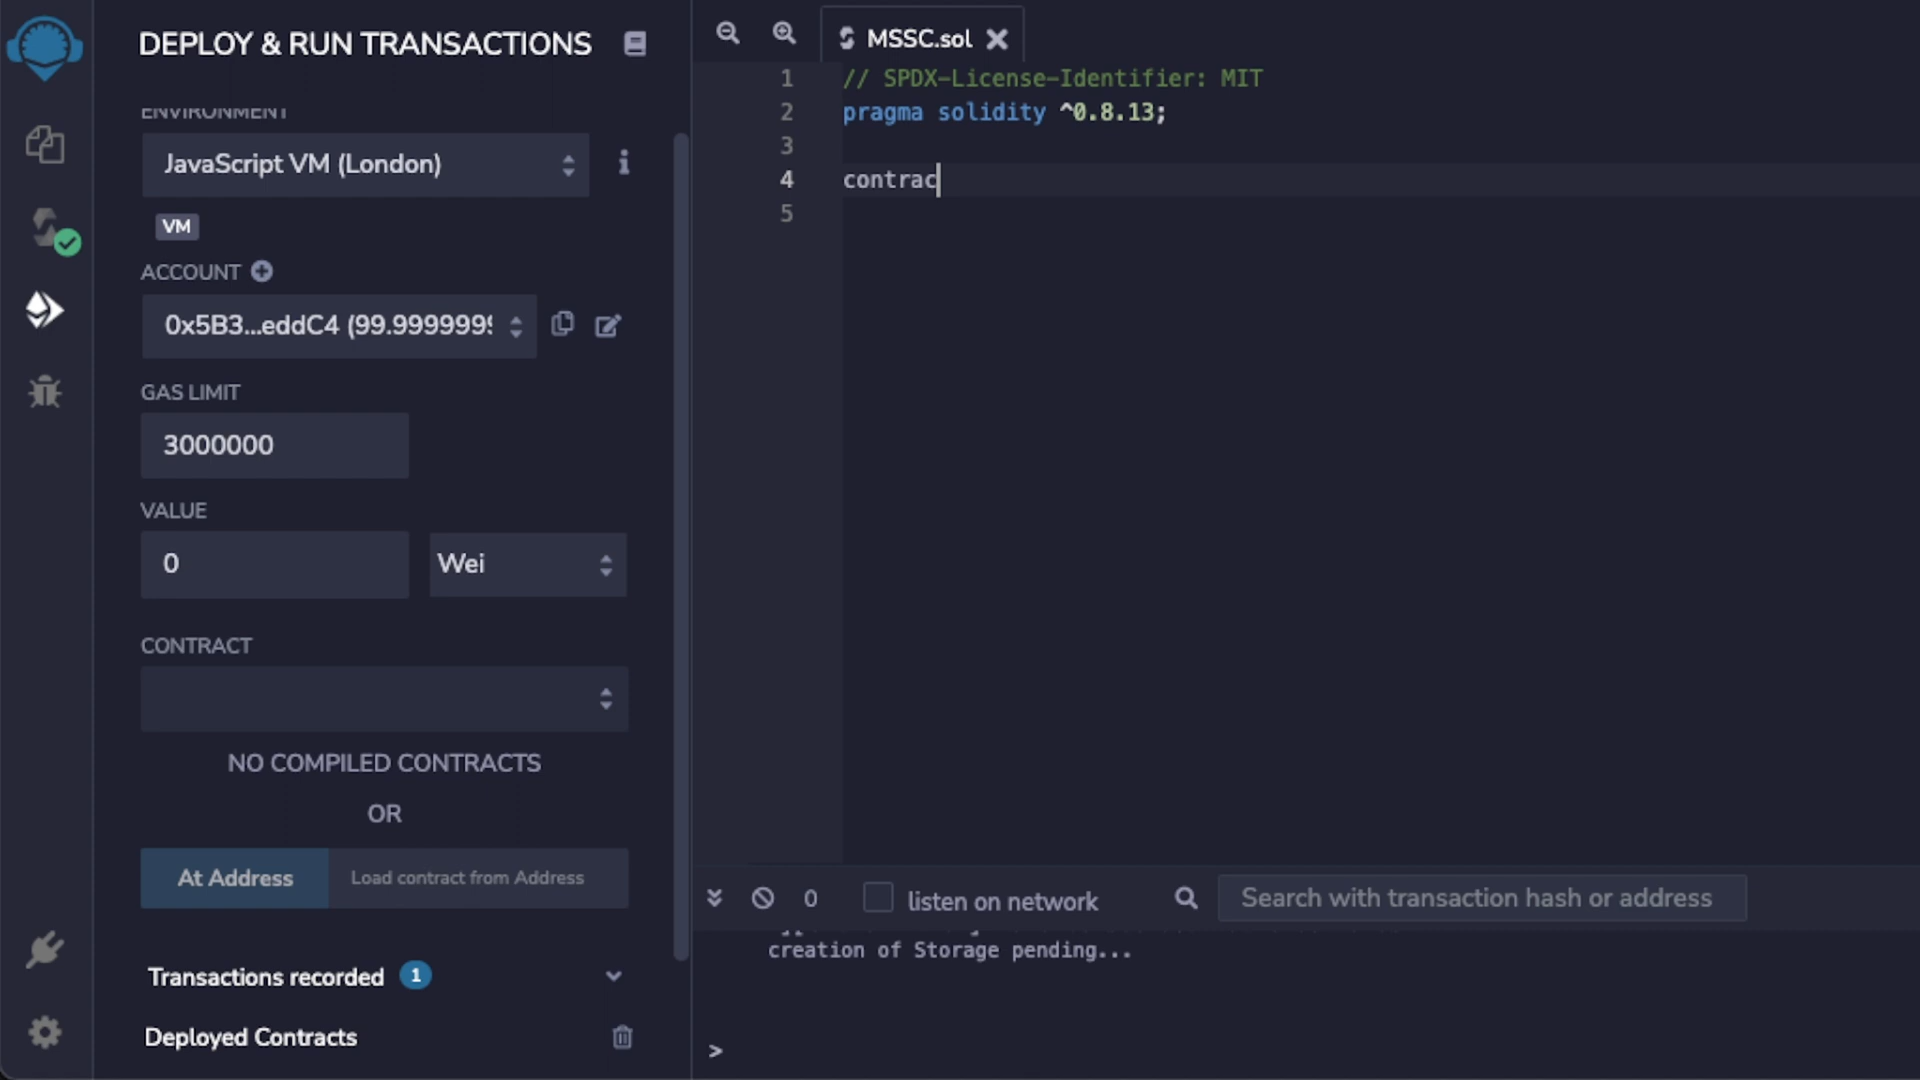 DEPLOY & RUN TRANSACTIONS
ENVIRONMENT
JavaScript VM (London)
VM
ACCOUNT
0x5B3...eddC4 (99.9999999
GAS LIMIT
3000000
VALUE
0
Wei
CONTRACT
NO COMPILED CONTRACTS
OR
At Address
Load contract from Address
Transactions recorded 1
Deployed Contracts
MSSC.sol
1 // SPDX-License-Identifier: MIT
2 pragma solidity ^0.8.13;
3
4 contrac
5
0
listen on network
Search with transaction hash or address
creation of Storage pending...
>